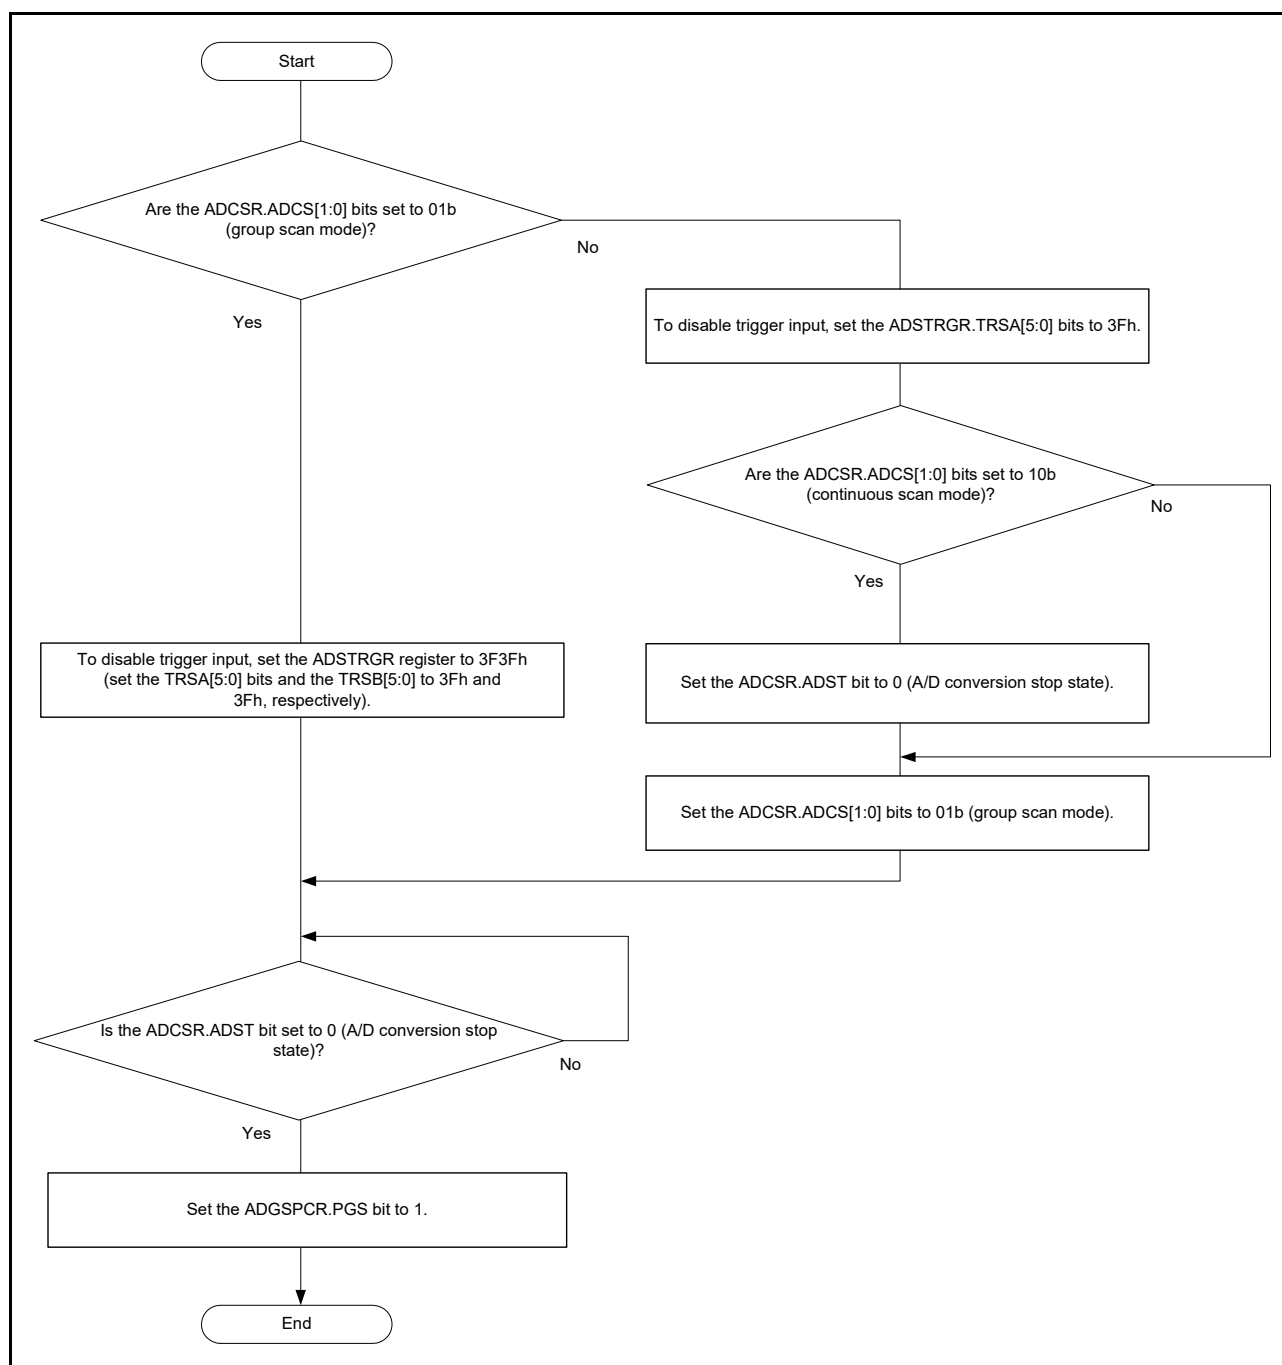 Start
Are the ADCSR.ADCS[1:0] bits set to 01b
(group scan mode)?
No
Yes
To disable trigger input, set the ADSTRGR.TRSA[5:0] bits to 3Fh.
Are the ADCSR.ADCS[1:0] bits set to 10b
(continuous scan mode)?
No
Yes
To disable trigger input, set the ADSTRGR register to 3F3Fh
(set the TRSA[5:0] bits and the TRSB[5:0] to 3Fh and
3Fh, respectively).
Set the ADCSR.ADST bit to 0 (A/D conversion stop state).
Set the ADCSR.ADCS[1:0] bits to 01b (group scan mode).
Is the ADCSR.ADST bit set to 0 (A/D conversion stop
state)?
No
Yes
Set the ADGSPCR.PGS bit to 1.
End